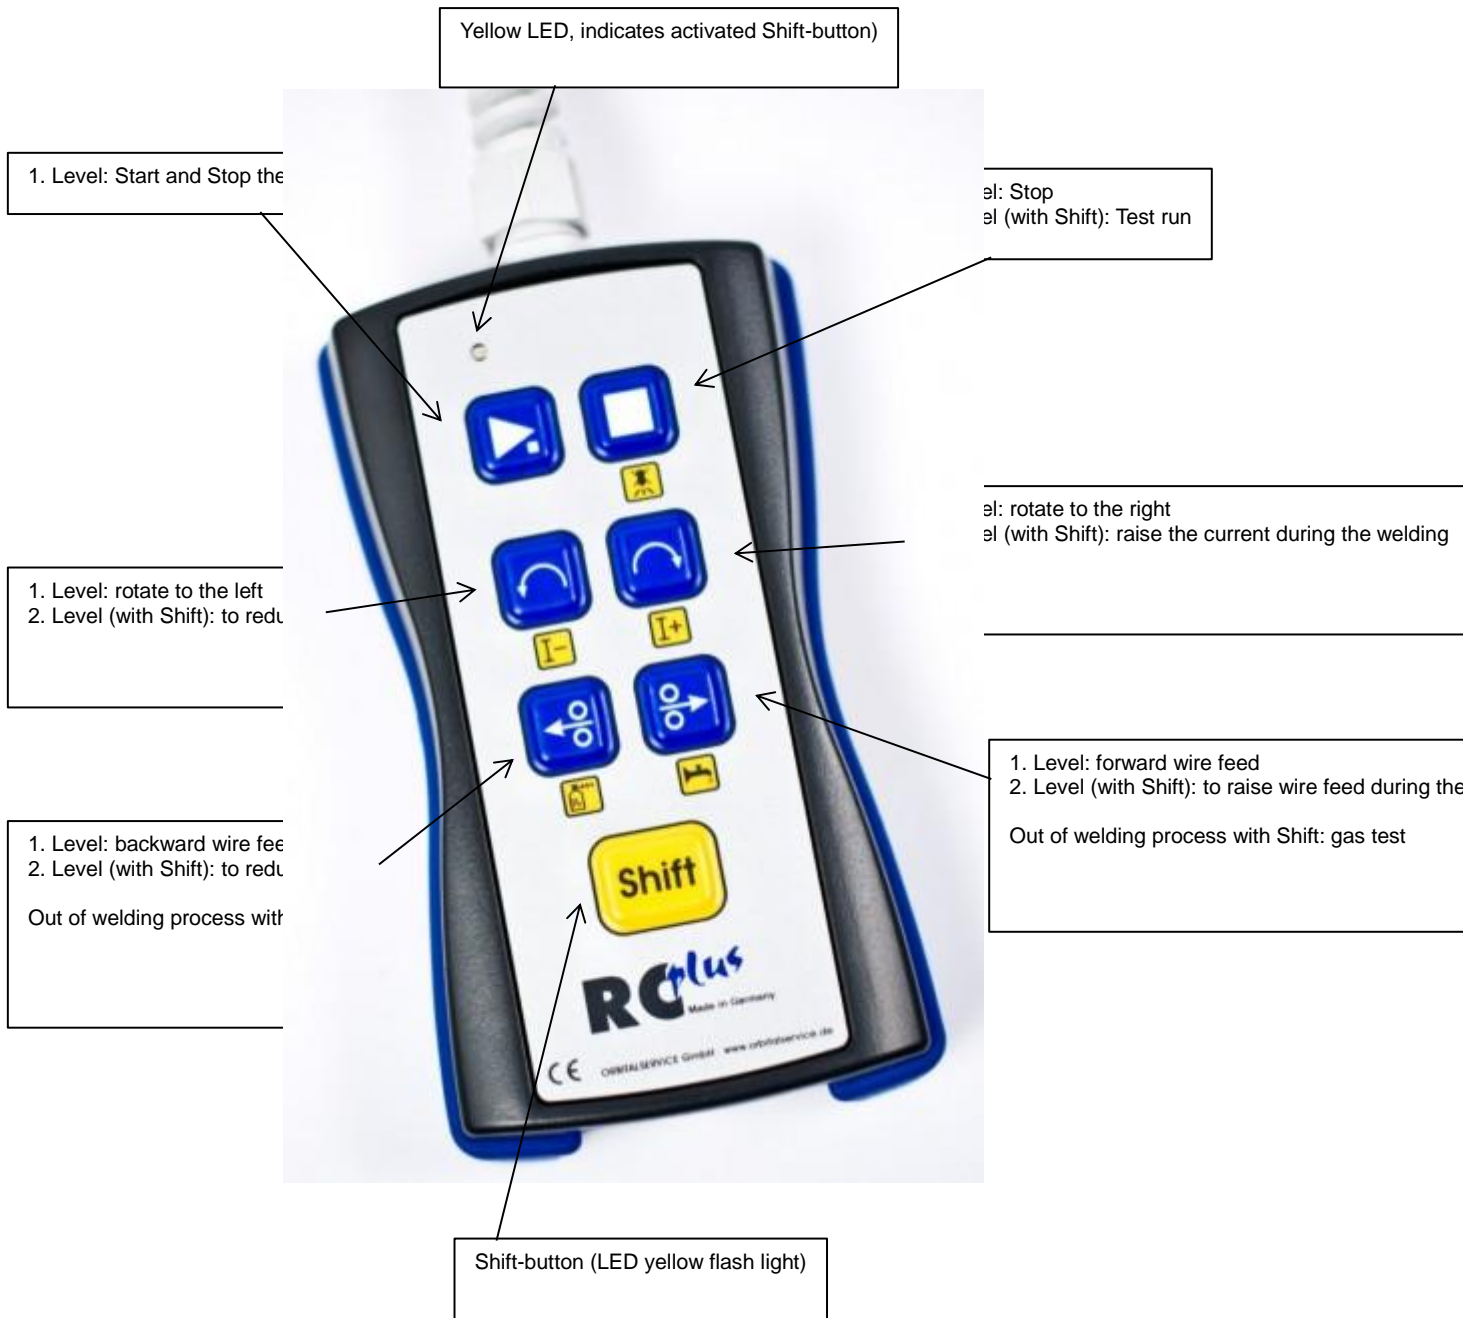 Yellow LED, indicates activated Shift-button)
1. Level: Start and Stop the
el: Stop
el (with Shift): Test run
el: rotate to the right
el (with Shift): raise the current during the welding
1. Level: rotate to the left
2. Level (with Shift): to redu
I-
I+
1. Level: forward wire feed
2. Level (with Shift): to raise wire feed during the
Out of welding process with Shift: gas test
1. Level: backward wire fee
2. Level (with Shift): to redu
Out of welding process with
Shift
RC plus
Made in Germany
CE ORBITALSERVICE GmbH www.orbitalservice.de
Shift-button (LED yellow flash light)